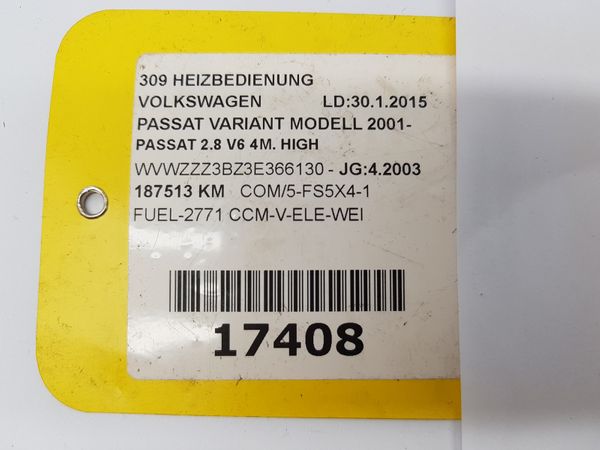 309 HEIZBEDIENUNG
VOLKSWAGEN LD:30.1.2015
PASSAT VARIANT MODELL 2001-
PASSAT 2.8 V6 4M. HIGH
WVWZZZ3BZ3E366130 - JG:4.2003
187513 KM COM/5-FS5X4-1
FUEL-2771 CCM-V-ELE-WEI
17408